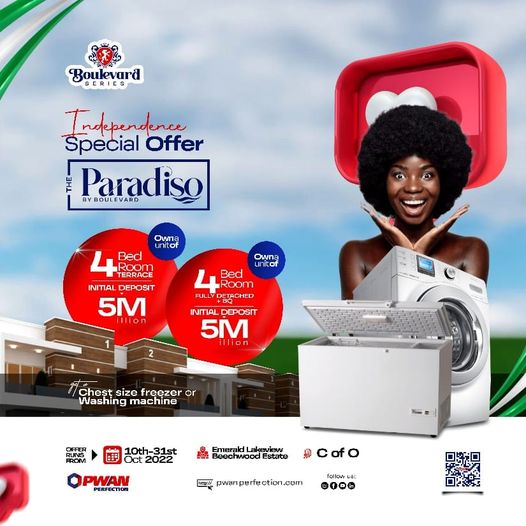 Boulevard
SERIES
Independence
Special Offer
THE
Paradiso
BY BOULEVARD
Own a
unit of
4 Bed
Room
TERRACE
INITIAL DEPOSIT
5M
illion
Own a
unit of
4 Bed
Room
FULLY DETACHED
+ BQ
INITIAL DEPOSIT
5M
illion
1
2
Chest size freezer or
Washing machine
OFFER
RUNS
FROM
10th-31st
Oct 2022
Emerald Lakeview
Beechwood Estate
C of O
PWAN
PERFECTION
http://
pwanperfection.com
follow us: